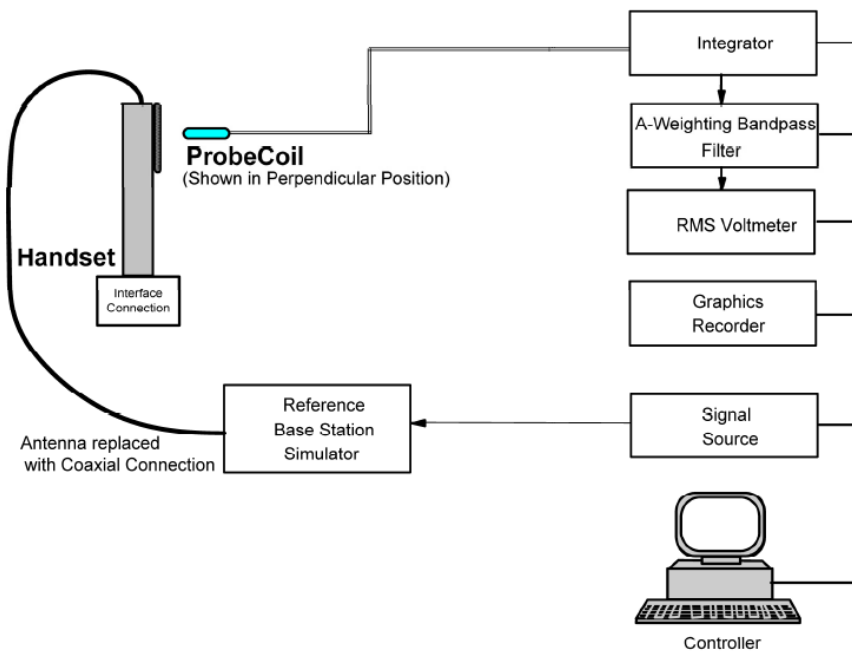 Integrator
A-Weighting Bandpass
Filter
ProbeCoil
(Shown in Perpendicular Position)
RMS Voltmeter
Handset
Interface
Connection
Graphics
Recorder
Reference
Base Station
Simulator
Signal
Source
Antenna replaced
with Coaxial Connection
Controller